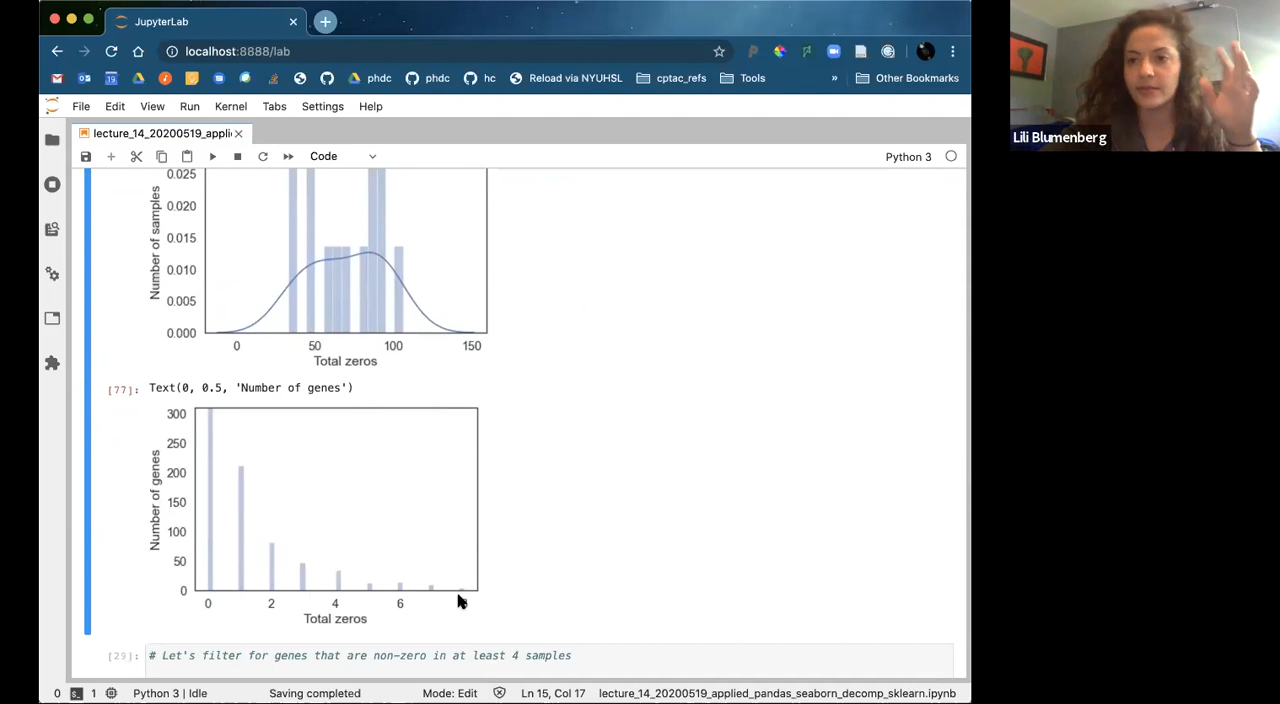 JupyterLab
localhost:8888/lab
phdc phdc hc Reload via NYUHSL cptac_refs Tools » Other Bookmarks
File Edit View Run Kernel Tabs Settings Help
lecture_14_20200519_appli
Code Python 3
0.025
0.020
0.015
0.010
0.005
0.000
Number of samples
0 50 100 150
Total zeros
[77]: Text(0, 0.5, 'Number of genes')
300
250
200
150
100
50
0
Number of genes
0 2 4 6
Total zeros
[29]: # Let's filter for genes that are non-zero in at least 4 samples
0 1 Python 3 | Idle Saving completed Mode: Edit Ln 15, Col 17 lecture_14_20200519_applied_pandas_seaborn_decomp_sklearn.ipynb
Lili Blumenberg